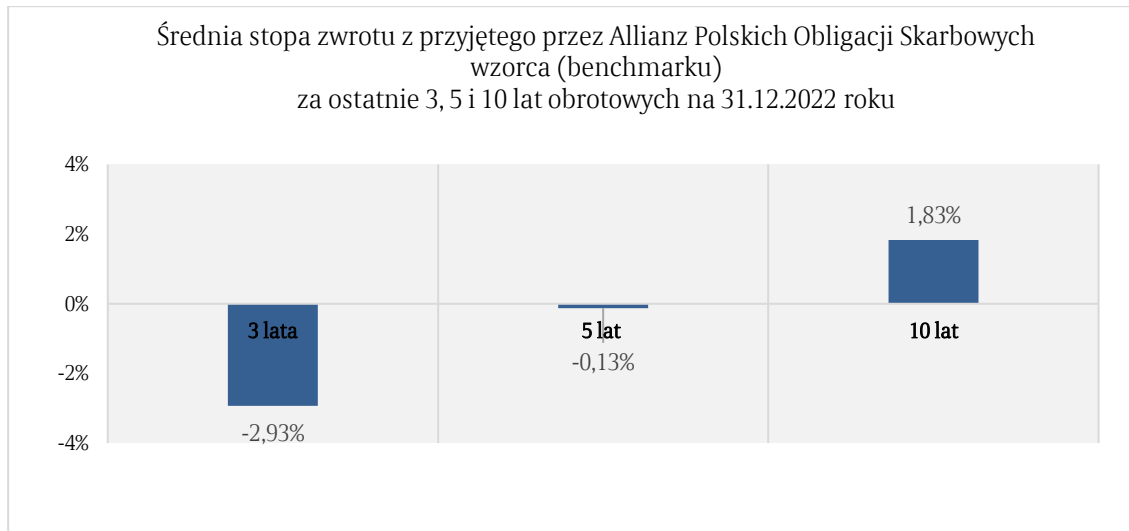 Średnia stopa zwrotu z przyjętego przez Allianz Polskich Obligacji Skarbowych
wzorca (benchmarku)
za ostatnie 3, 5 i 10 lat obrotowych na 31.12.2022 roku
4%
1,83%
2%
0%
3 lata
5 lat
10 lat
-0,13%
-2%
-2,93%
-4%